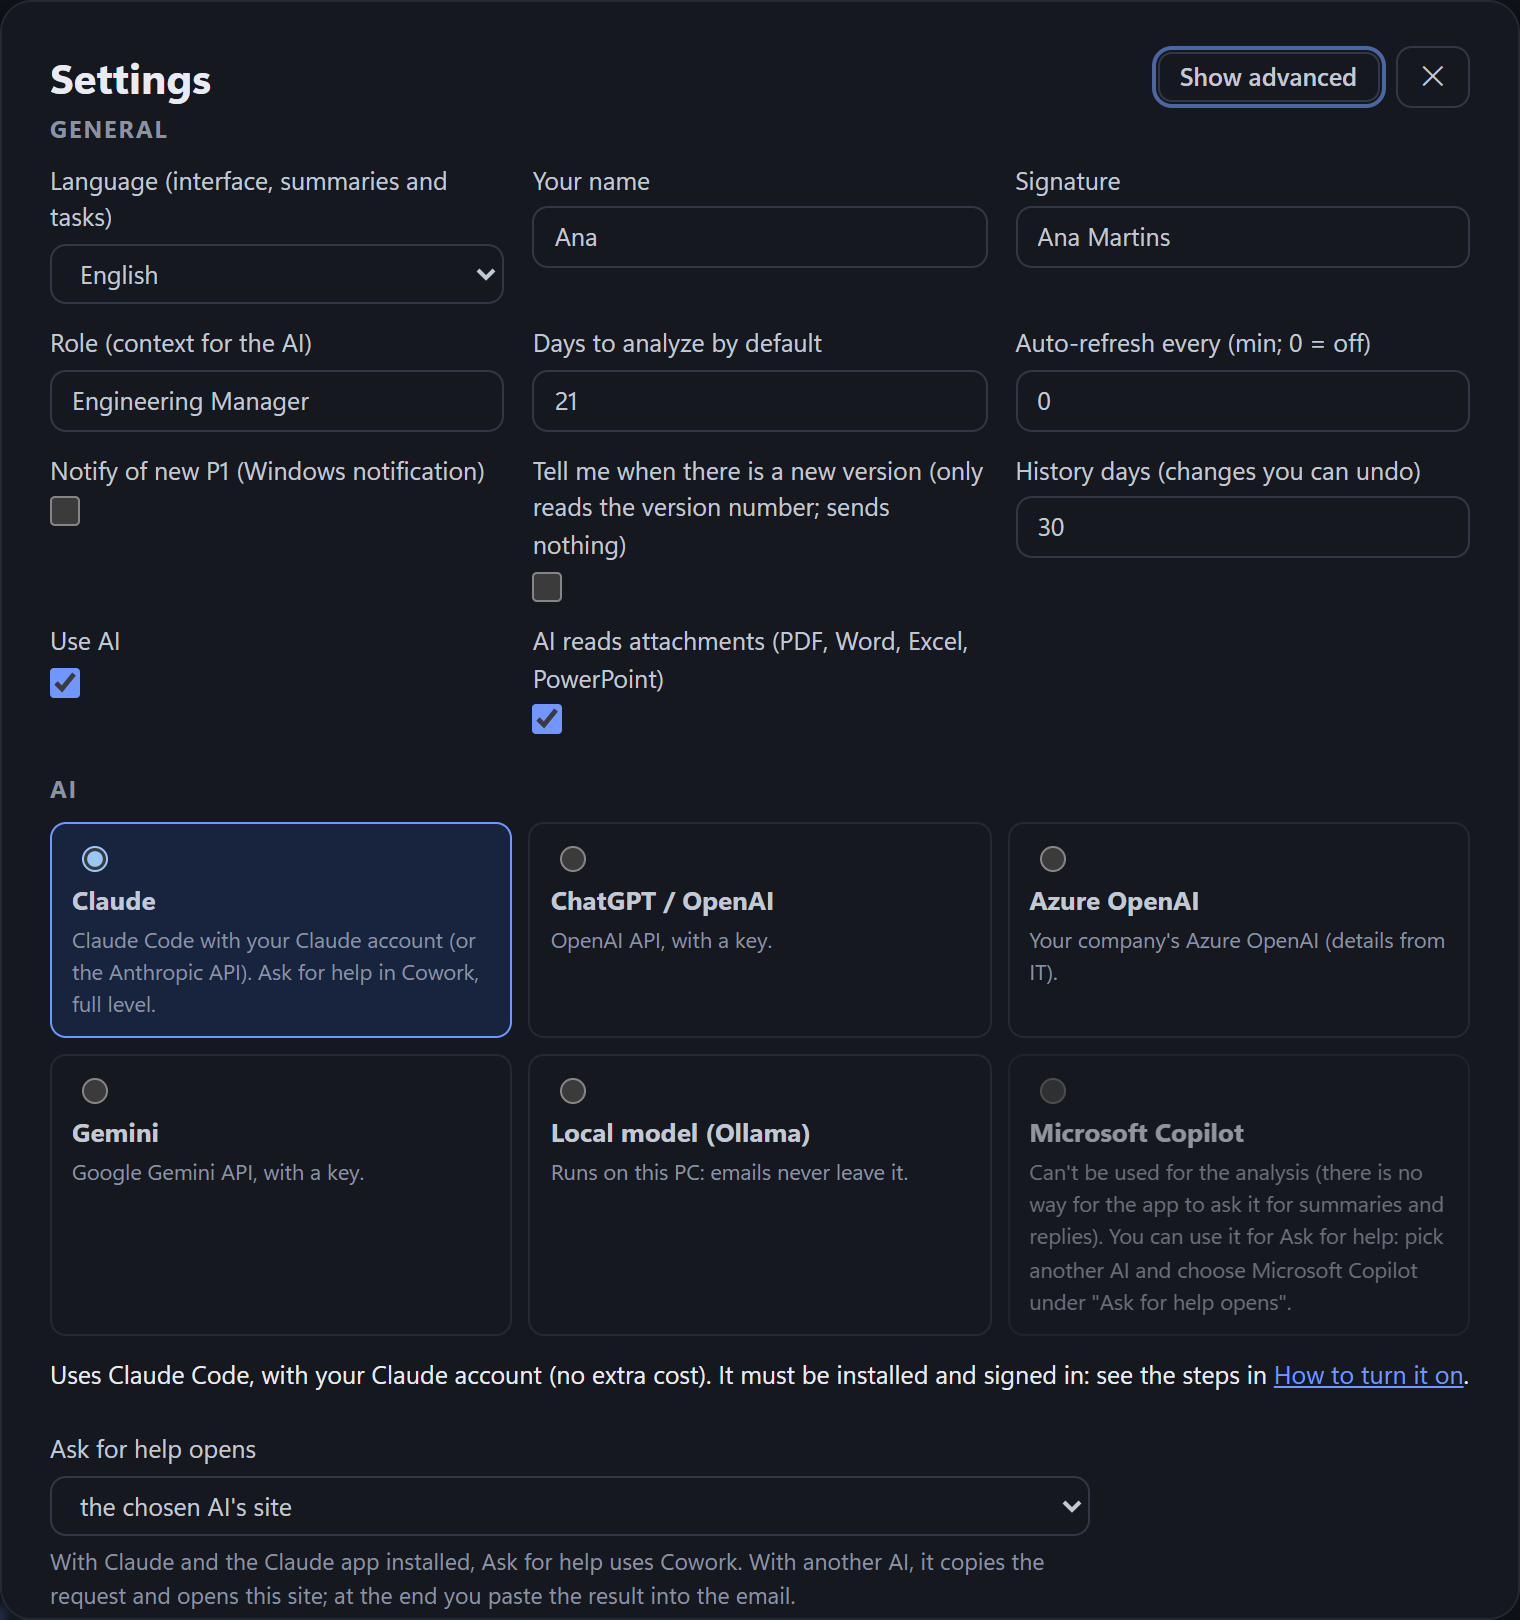 Settings
Show advanced
GENERAL
Language (interface, summaries and
tasks)
English
Your name
Ana
Signature
Ana Martins
Role (context for the AI)
Engineering Manager
Days to analyze by default
21
Auto-refresh every (min; 0 = off)
0
Notify of new P1 (Windows notification)
Tell me when there is a new version (only
reads the version number; sends
nothing)
History days (changes you can undo)
30
Use AI
AI reads attachments (PDF, Word, Excel,
PowerPoint)
AI
Claude
Claude Code with your Claude account (or
the Anthropic API). Ask for help in Cowork,
full level.
ChatGPT / OpenAI
OpenAI API, with a key.
Azure OpenAI
Your company's Azure OpenAI (details from
IT).
Gemini
Google Gemini API, with a key.
Local model (Ollama)
Runs on this PC: emails never leave it.
Microsoft Copilot
Can't be used for the analysis (there is no
way for the app to ask it for summaries and
replies). You can use it for Ask for help: pick
another AI and choose Microsoft Copilot
under "Ask for help opens".
Uses Claude Code, with your Claude account (no extra cost). It must be installed and signed in: see the steps in How to turn it on.
Ask for help opens
the chosen AI's site
With Claude and the Claude app installed, Ask for help uses Cowork. With another AI, it copies the
request and opens this site; at the end you paste the result into the email.